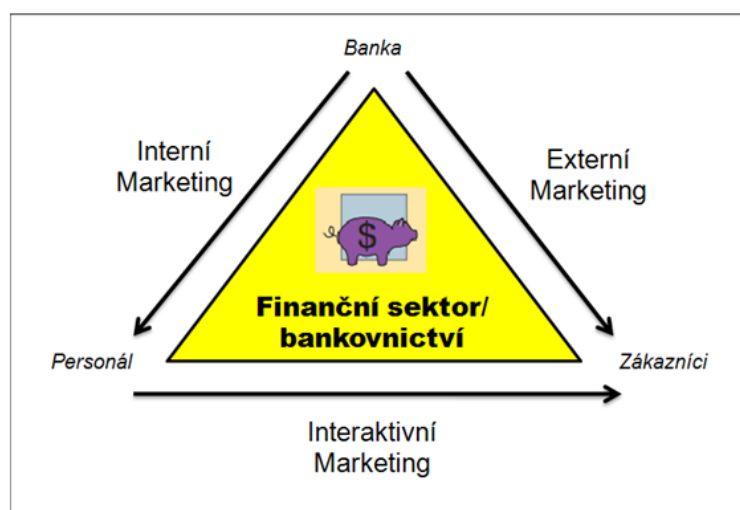 Banka
Interní
Marketing
Externí
Marketing
$
Finanční sektor/
bankovnictví
Personál
Zákazníci
Interaktivní
Marketing